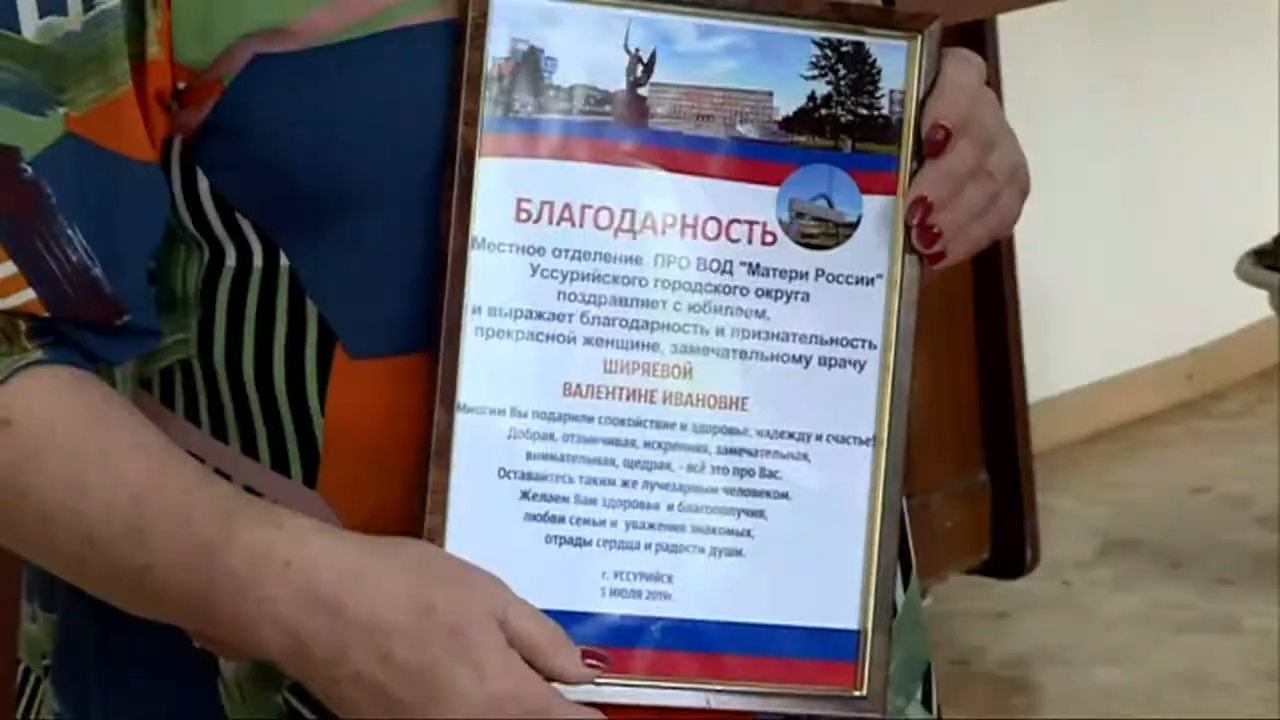 БЛАГОДАРНОСТЬ
Местное отделение ПРО ВОД "Матери России"
Уссурийского городского округа
поздравляет с юбилеем,
и выражает благодарность и признательность
прекрасной женщине, замечательному врачу
ШИРЯЕВОЙ
ВАЛЕНТИНЕ ИВАНОВНЕ
Многим Вы подарили спокойствие и здоровье, надежду и счастье!
Добрая, отзывчивая, искренняя, замечательная,
внимательная, щедрая, - всё это про Вас.
Оставайтесь таким же лучезарным человеком.
Желаем Вам здоровья и благополучия,
любви семьи и уважения знакомых,
отрады сердца и радости души.
г. УССУРИЙСК
5 ИЮЛЯ 2019г.